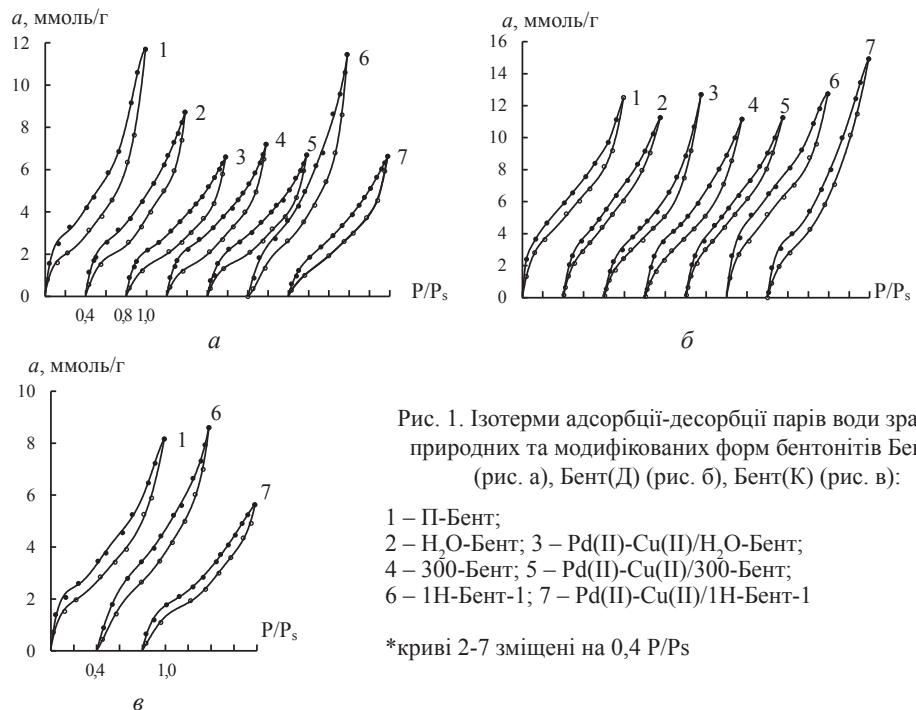 a, ммоль/г
12
10
8
6
4
2
0
1
2
3
4
5
6
7
0,4
0,8
1,0
P/Ps
а
a, ммоль/г
16
14
12
10
8
6
4
2
0
1
2
3
4
5
6
7
P/Ps
б
a, ммоль/г
10
8
6
4
2
0
1
6
7
0,4
1,0
P/Ps
в
Рис. 1. Ізотерми адсорбції-десорбції парів води
природних та модифікованих форм бентонітів
(рис. а), Бент(Д) (рис. б), Бент(К) (рис. в):
1 – П-Бент;
2 – H₂O-Бент; 3 – Pd(II)-Cu(II)/H₂O-Бент;
4 – 300-Бент; 5 – Pd(II)-Cu(II)/300-Бент;
6 – 1Н-Бент-1; 7 – Pd(II)-Cu(II)/1Н-Бент-1
*криві 2-7 зміщені на 0,4 P/Ps